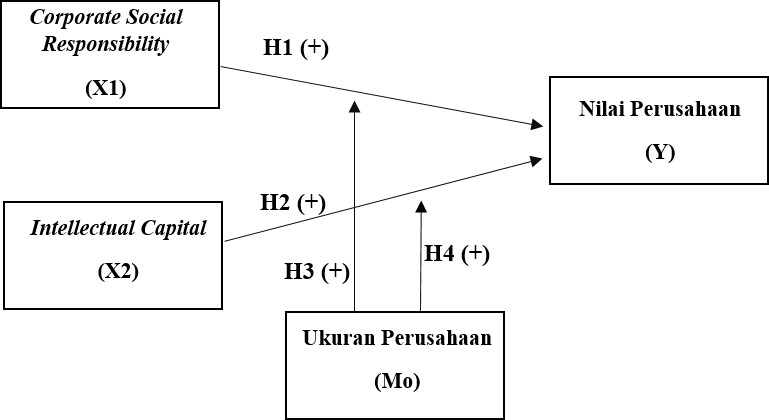 Corporate Social
Responsibility
(X1)
H1 (+)
Nilai Perusahaan
(Y)
H2 (+)
Intellectual Capital
(X2)
H3 (+)
H4 (+)
Ukuran Perusahaan
(Mo)